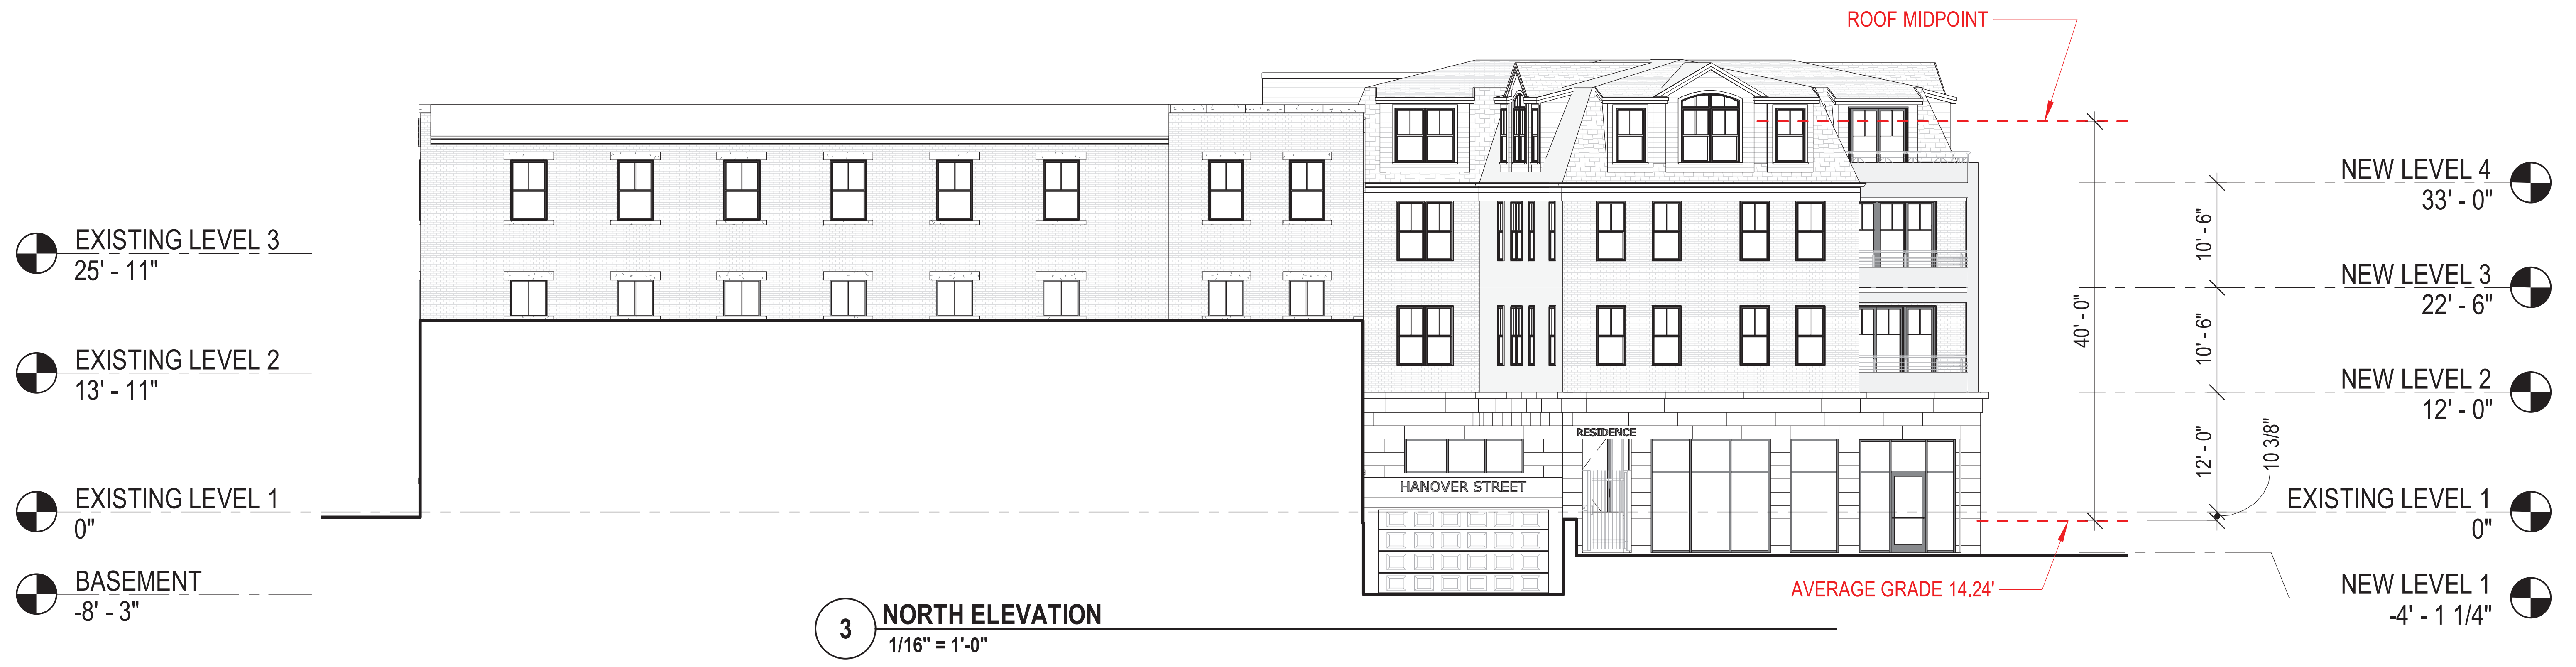 ROOF MIDPOINT
EXISTING LEVEL 3
25' - 11"
EXISTING LEVEL 2
13' - 11"
EXISTING LEVEL 1
0"
BASEMENT
-8' - 3"
RESIDENCE
HANOVER STREET
40' - 0"
10' - 6"
10' - 6"
12' - 0"
10 3/8"
NEW LEVEL 4
33' - 0"
NEW LEVEL 3
22' - 6"
NEW LEVEL 2
12' - 0"
EXISTING LEVEL 1
0"
NEW LEVEL 1
-4' - 1 1/4"
AVERAGE GRADE 14.24'
3
NORTH ELEVATION
1/16" = 1'-0"